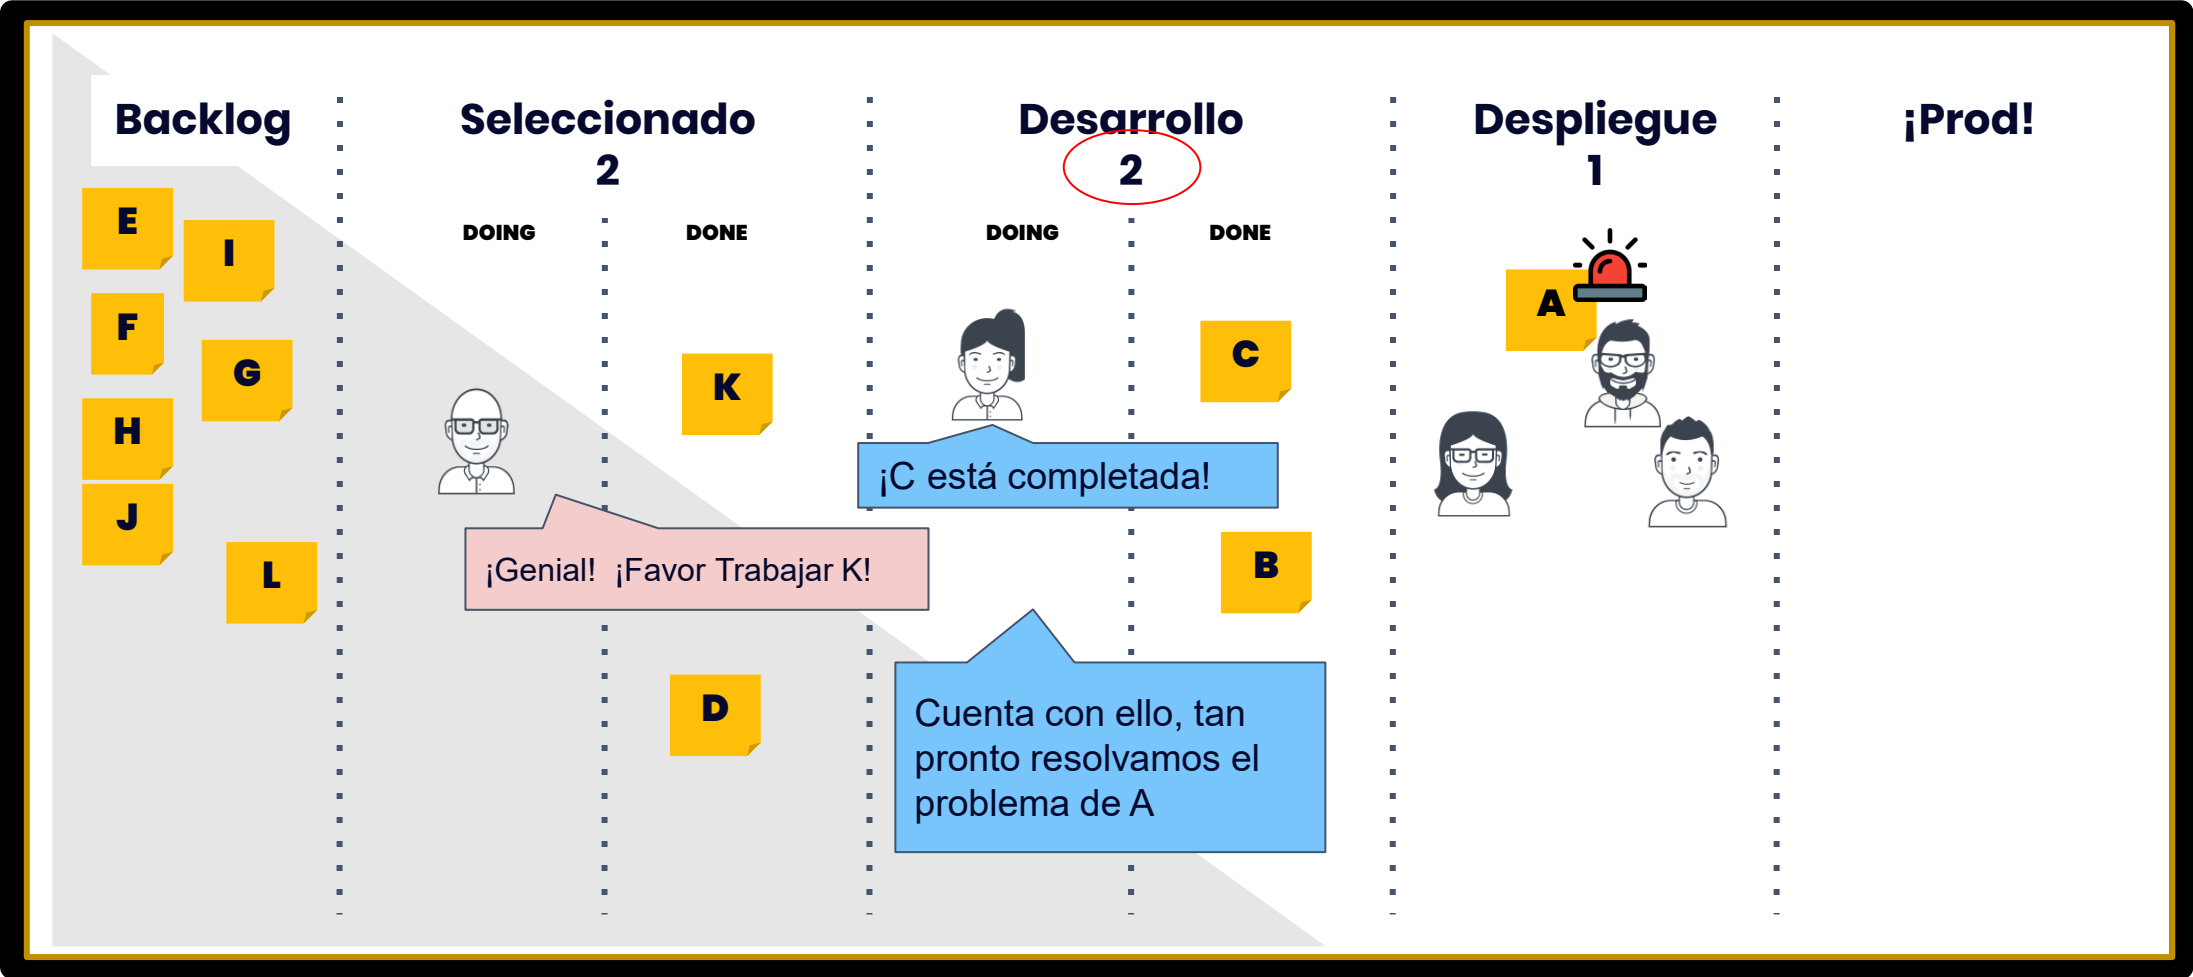 Backlog
Seleccionado
2
Desarrollo
2
Despliegue
1
¡Prod!
DOING
DONE
DOING
DONE
E
I
F
G
H
J
L
K
D
C
B
A
¡C está completada!
¡Genial!  ¡Favor Trabajar K!
Cuenta con ello, tan
pronto resolvamos el
problema de A